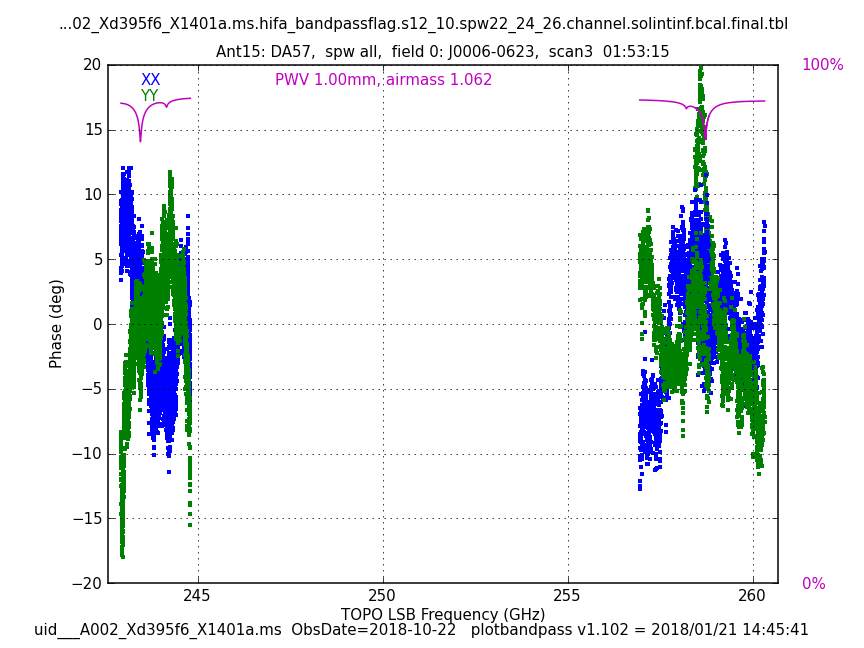 ...02_Xd395f6_X1401a.ms.hifa_bandpassflag.s12_10.spw22_24_26.channel.solintinf.bcal.final.tbl
Ant15: DA57,  spw all,  field 0: J0006-0623,  scan3  01:53:15
20
15
10
5
0
−5
−10
−15
−20
Phase (deg)
XX
YY
PWV 1.00mm, airmass 1.062
100%
0%
245
250
255
260
TOPO LSB Frequency (GHz)
uid___A002_Xd395f6_X1401a.ms  ObsDate=2018-10-22   plotbandpass v1.102 = 2018/01/21 14:45:41